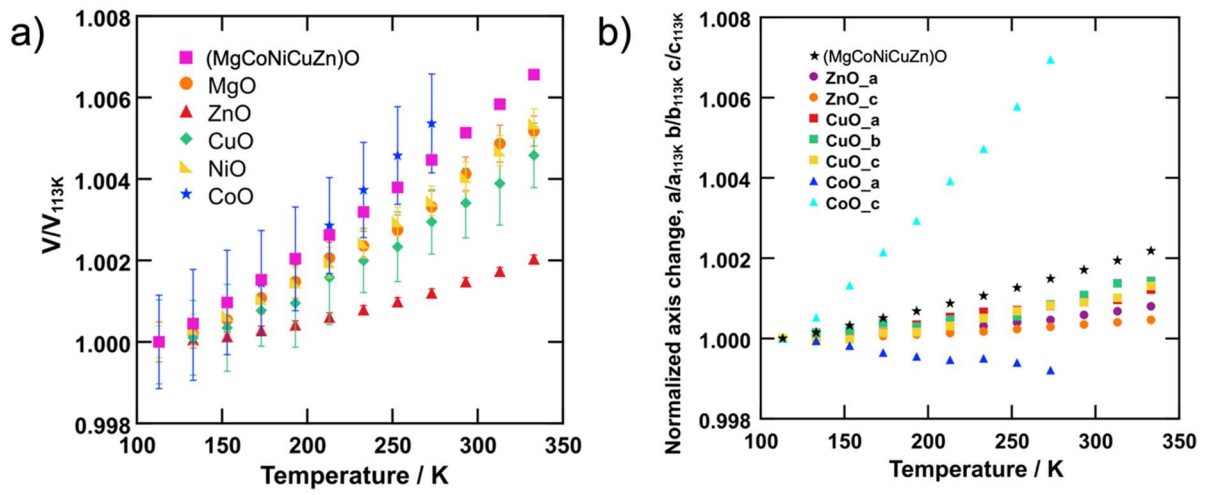 a)
1.008
1.006
1.004
1.002
1.000
0.998
V/V113K
(MgCoNiCuZn)O
MgO
ZnO
CuO
NiO
CoO
100 150 200 250 300 350
Temperature / K
b)
1.008
1.006
1.004
1.002
1.000
0.998
Normalized axis change, a/a113K b/b113K c/c113K
(MgCoNiCuZn)O
ZnO_a
ZnO_c
CuO_a
CuO_b
CuO_c
CoO_a
CoO_c
100 150 200 250 300 350
Temperature / K